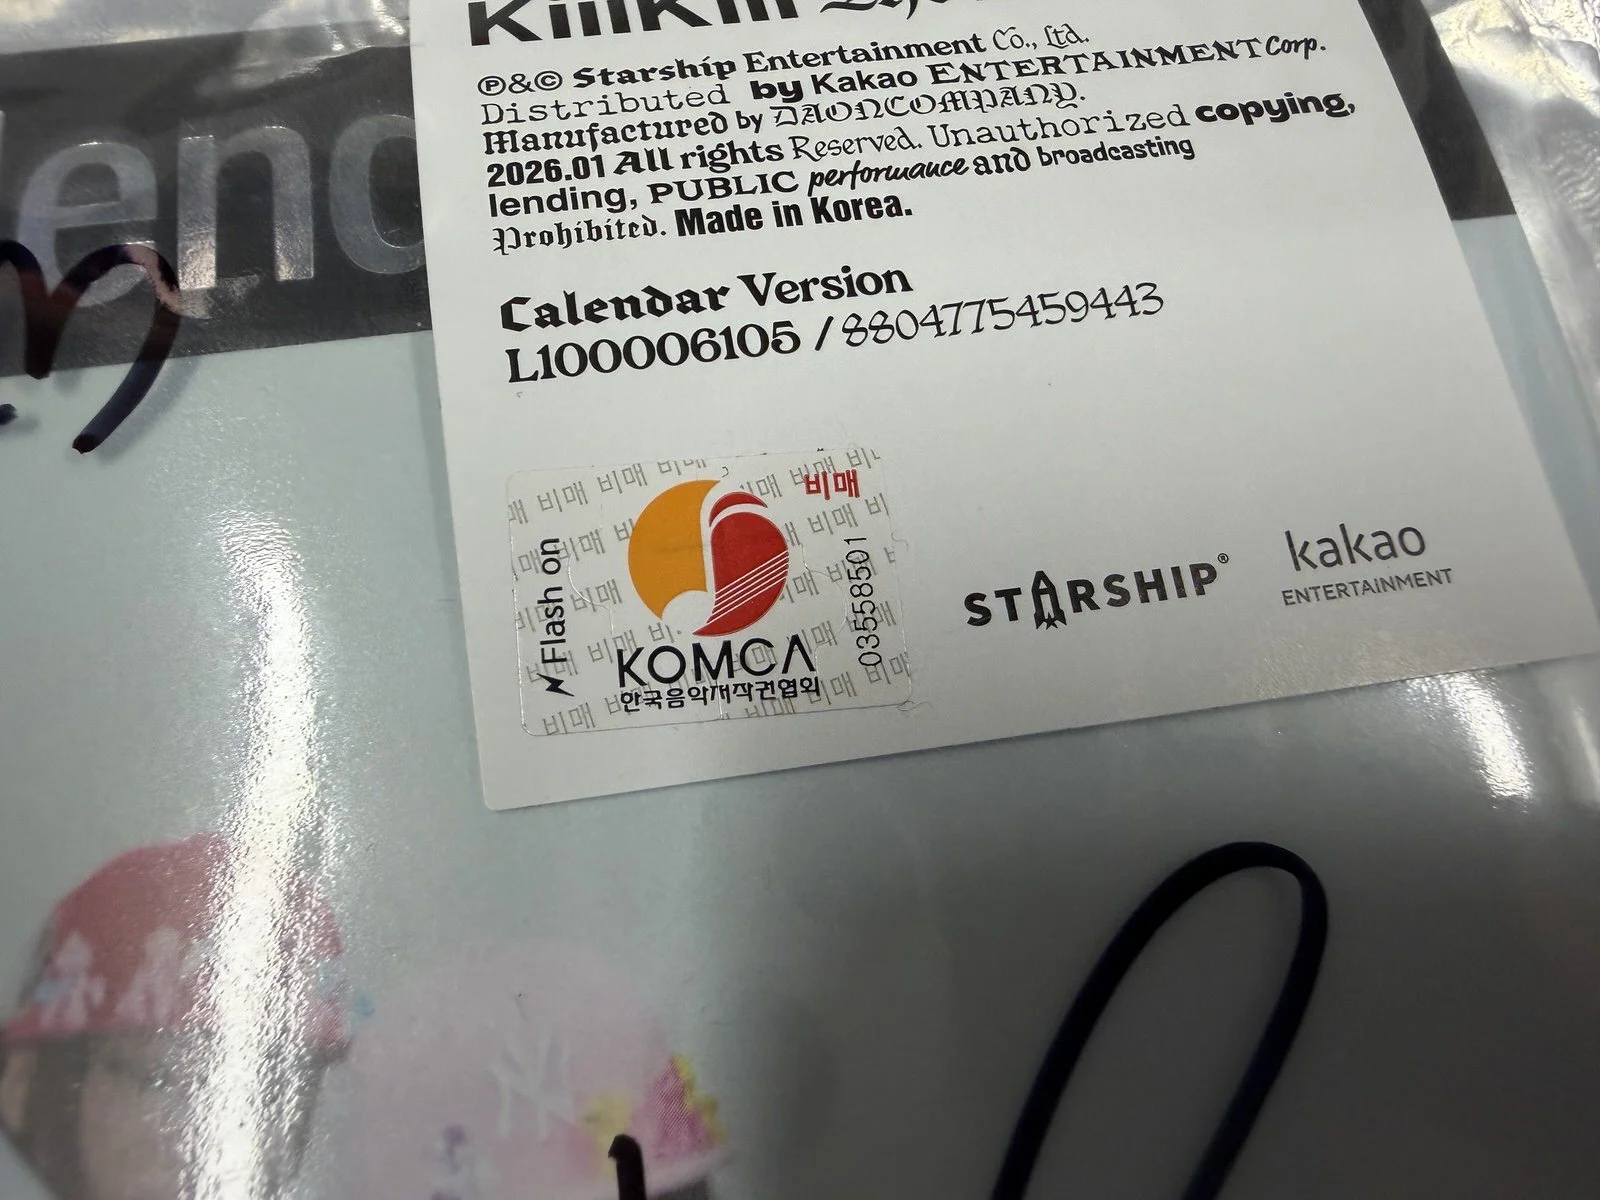 KiiiKiii
℗&© Starship Entertainment Co., Ltd.
Distributed by Kakao ENTERTAINMENT Corp.
Manufactured by DAONCOMPANY.
2026.01 All rights Reserved. Unauthorized copying,
lending, PUBLIC performance and broadcasting
Prohibited. Made in Korea.
Calendar Version
L100006105 / 8804775459443
비매
Flash on
KOMCA
한국음악저작권협회
03558501
STARSHIP®
kakao
ENTERTAINMENT
NY